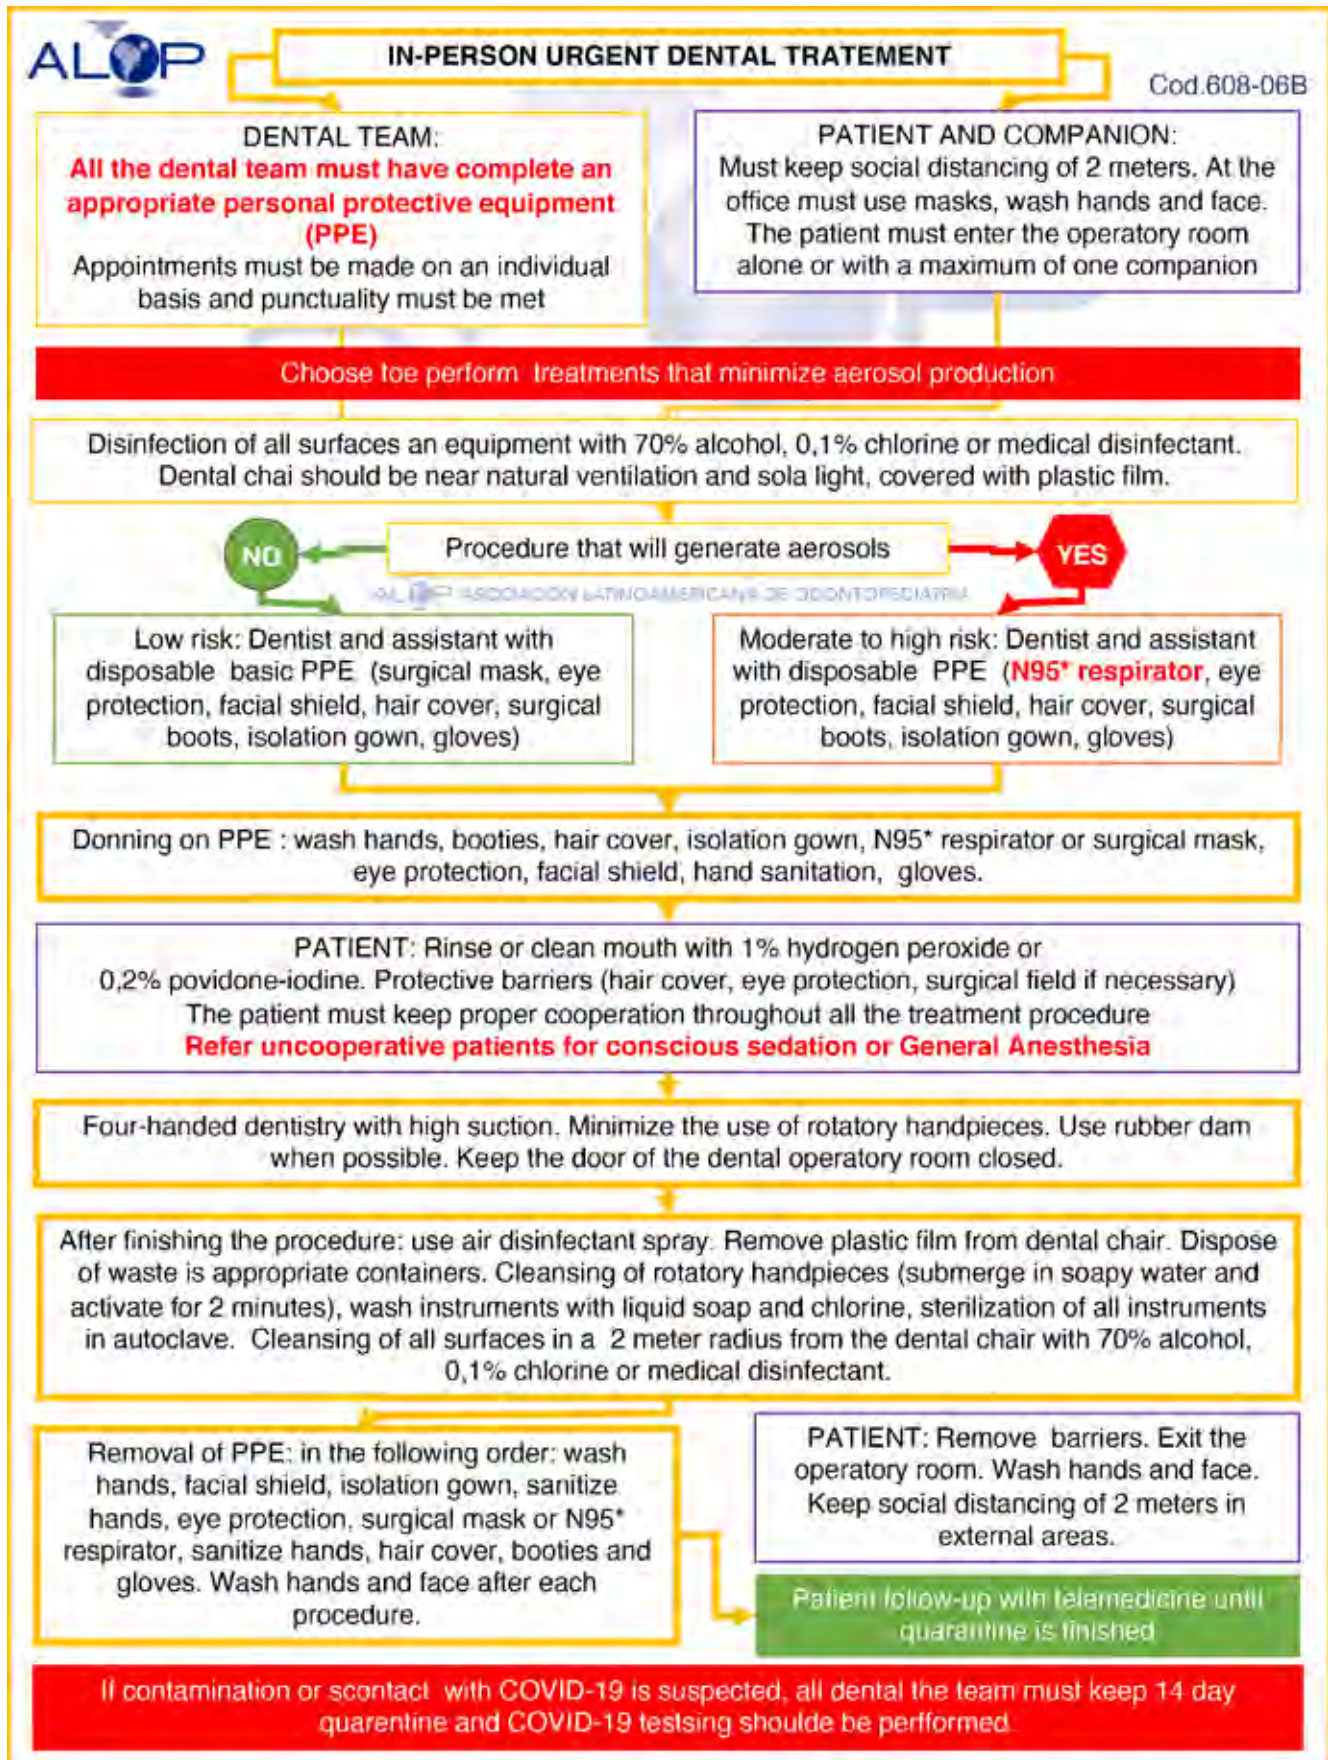 ALOP
IN-PERSON URGENT DENTAL TRATEMENT
Cod.608-06B
DENTAL TEAM:
All the dental team must have complete an
appropriate personal protective equipment
(PPE)
Appointments must be made on an individual
basis and punctuality must be met
PATIENT AND COMPANION:
Must keep social distancing of 2 meters. At the
office must use masks, wash hands and face.
The patient must enter the operatory room
alone or with a maximum of one companion
Choose toe perform treatments that minimize aerosol production
Disinfection of all surfaces an equipment with 70% alcohol, 0,1% chlorine or medical disinfectant.
Dental chai should be near natural ventilation and sola light, covered with plastic film.
NO
Procedure that will generate aerosols
YES
ALOP ASOCIACIÓN LATINOAMERICANA DE ODONTOPEDIATRÍA
Low risk: Dentist and assistant with
disposable basic PPE (surgical mask, eye
protection, facial shield, hair cover, surgical
boots, isolation gown, gloves)
Moderate to high risk: Dentist and assistant
with disposable PPE (N95* respirator, eye
protection, facial shield, hair cover, surgical
boots, isolation gown, gloves)
Donning on PPE : wash hands, booties, hair cover, isolation gown, N95* respirator or surgical mask,
eye protection, facial shield, hand sanitation, gloves.
PATIENT: Rinse or clean mouth with 1% hydrogen peroxide or
0,2% povidone-iodine. Protective barriers (hair cover, eye protection, surgical field if necessary)
The patient must keep proper cooperation throughout all the treatment procedure
Refer uncooperative patients for conscious sedation or General Anesthesia
Four-handed dentistry with high suction. Minimize the use of rotatory handpieces. Use rubber dam
when possible. Keep the door of the dental operatory room closed.
After finishing the procedure: use air disinfectant spray. Remove plastic film from dental chair. Dispose
of waste is appropriate containers. Cleansing of rotatory handpieces (submerge in soapy water and
activate for 2 minutes), wash instruments with liquid soap and chlorine, sterilization of all instruments
in autoclave. Cleansing of all surfaces in a 2 meter radius from the dental chair with 70% alcohol,
0,1% chlorine or medical disinfectant.
Removal of PPE: in the following order: wash
hands, facial shield, isolation gown, sanitize
hands, eye protection, surgical mask or N95*
respirator, sanitize hands, hair cover, booties and
gloves. Wash hands and face after each
procedure.
PATIENT: Remove barriers. Exit the
operatory room. Wash hands and face.
Keep social distancing of 2 meters in
external areas.
Patient follow-up with telemedicine until
quarantine is finished
If contamination or scontact with COVID-19 is suspected, all dental the team must keep 14 day
quarentine and COVID-19 testsing shoulde be perfformed